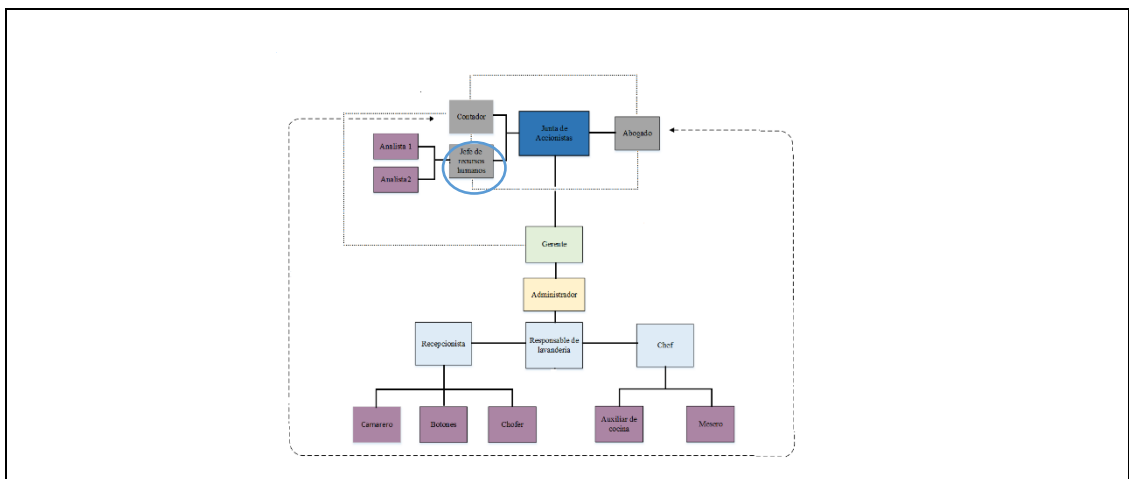 Contador
Junta de
Accionistas
Abogado
Analista 1
Jefe de
recursos
humanos
Analista2
Gerente
Administrador
Recepcionista
Responsable de
lavandería
Chef
Camarero
Botones
Chofer
Auxiliar de
cocina
Mesero